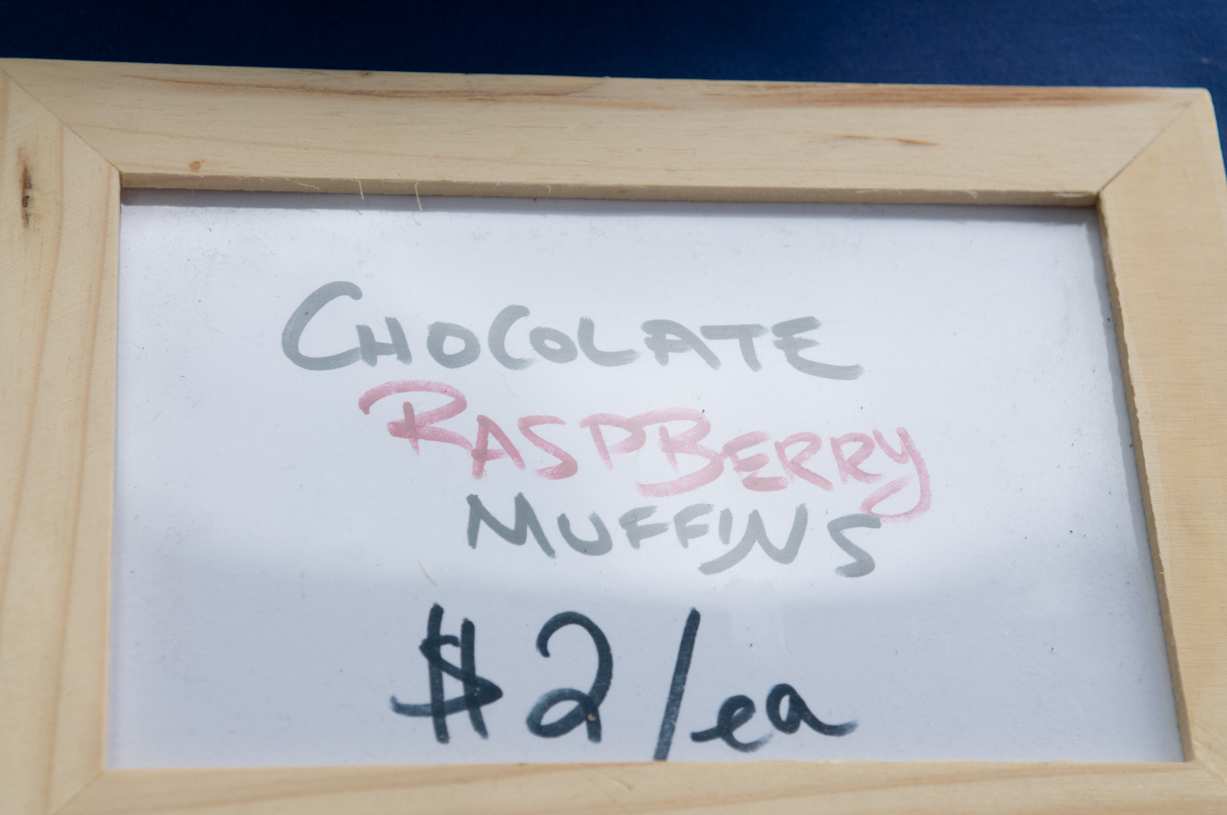 CHOCOLATE
RASPBERRY
MUFFINS
$2/ea